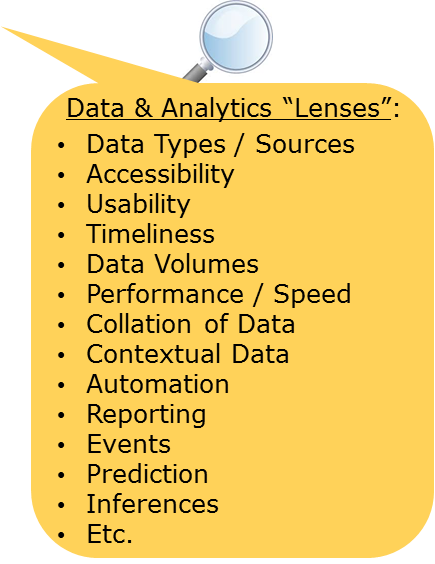 Data & Analytics “Lenses”:
• Data Types / Sources
• Accessibility
• Usability
• Timeliness
• Data Volumes
• Performance / Speed
• Collation of Data
• Contextual Data
• Automation
• Reporting
• Events
• Prediction
• Inferences
• Etc.